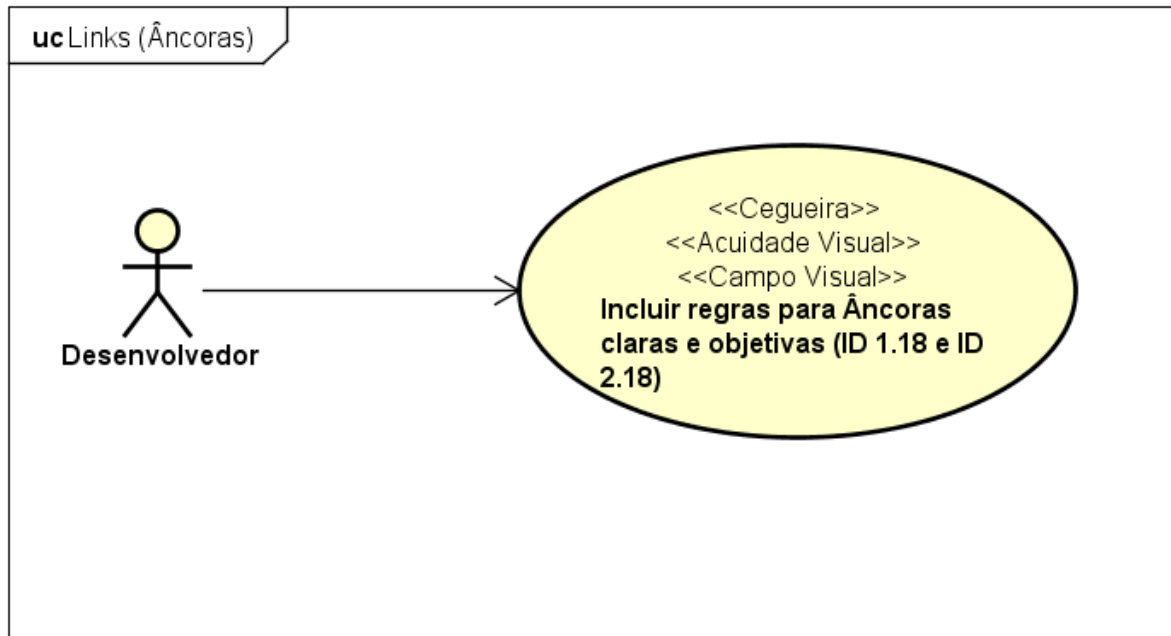 uc Links (Âncoras)
<<Cegueira>>
<<Acuidade Visual>>
<<Campo Visual>>
Incluir regras para Âncoras
claras e objetivas (ID 1.18 e ID
2.18)
Desenvolvedor